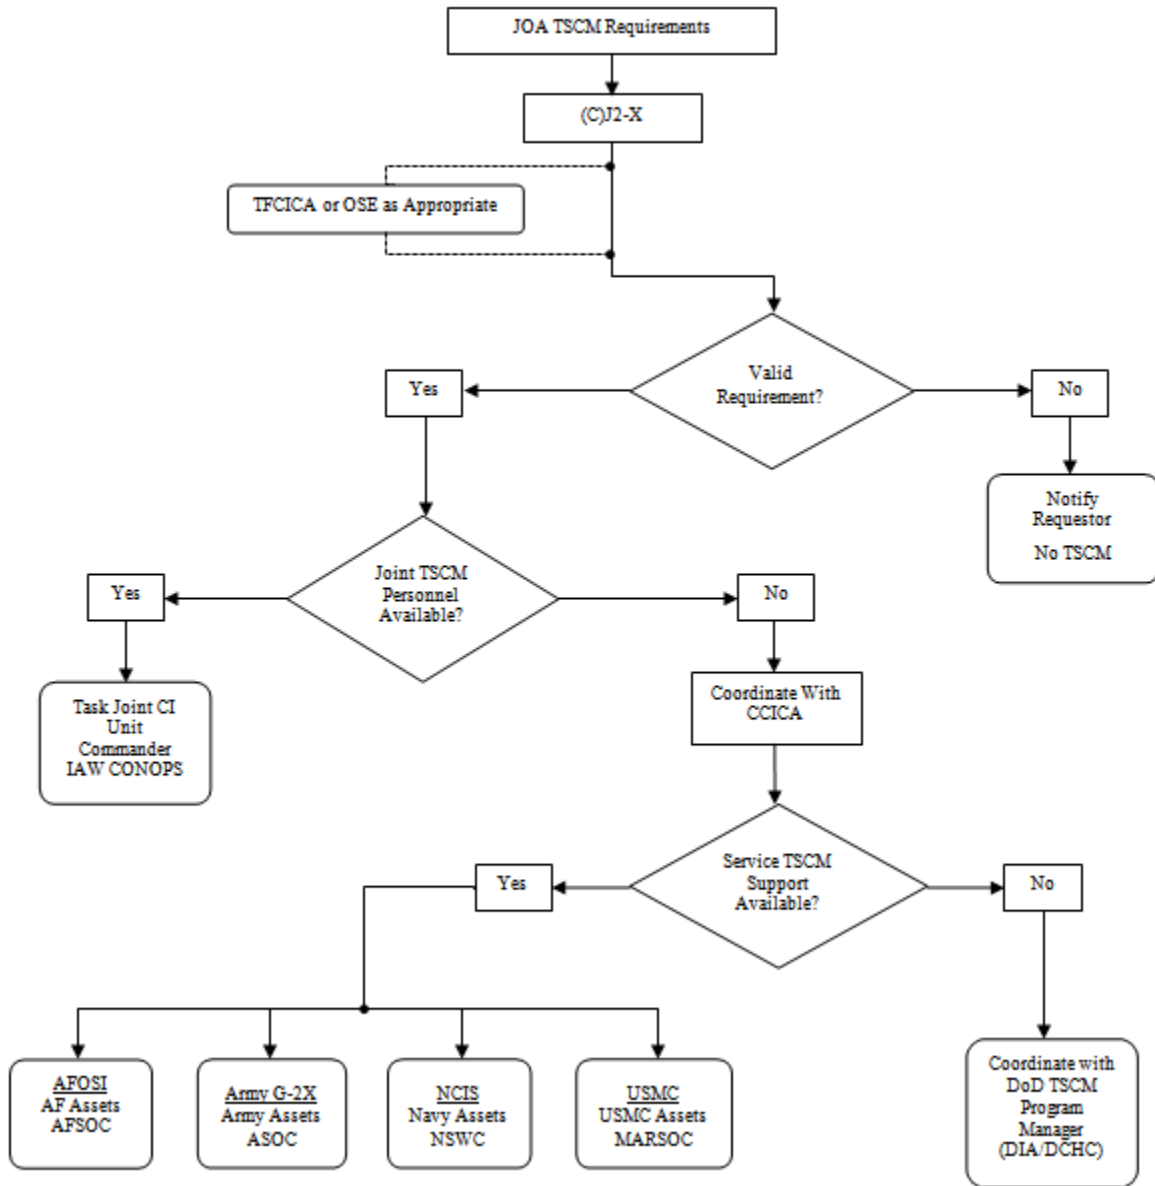 JOA TSCM Requirements
(C)J2-X
TFCICA or OSE as Appropriate
Valid
Requirement?
Yes
No
Notify
Requestor
No TSCM
Joint TSCM
Personnel
Available?
Yes
No
Task Joint CI
Unit
Commander
IAW CONOPS
Coordinate With
CCICA
Service TSCM
Support
Available?
Yes
No
AFOSI
AF Assets
AFSOC
Army G-2X
Army Assets
ASOC
NCIS
Navy Assets
NSWC
USMC
USMC Assets
MARSOC
Coordinate with
DoD TSCM
Program
Manager
(DIA/DCHC)